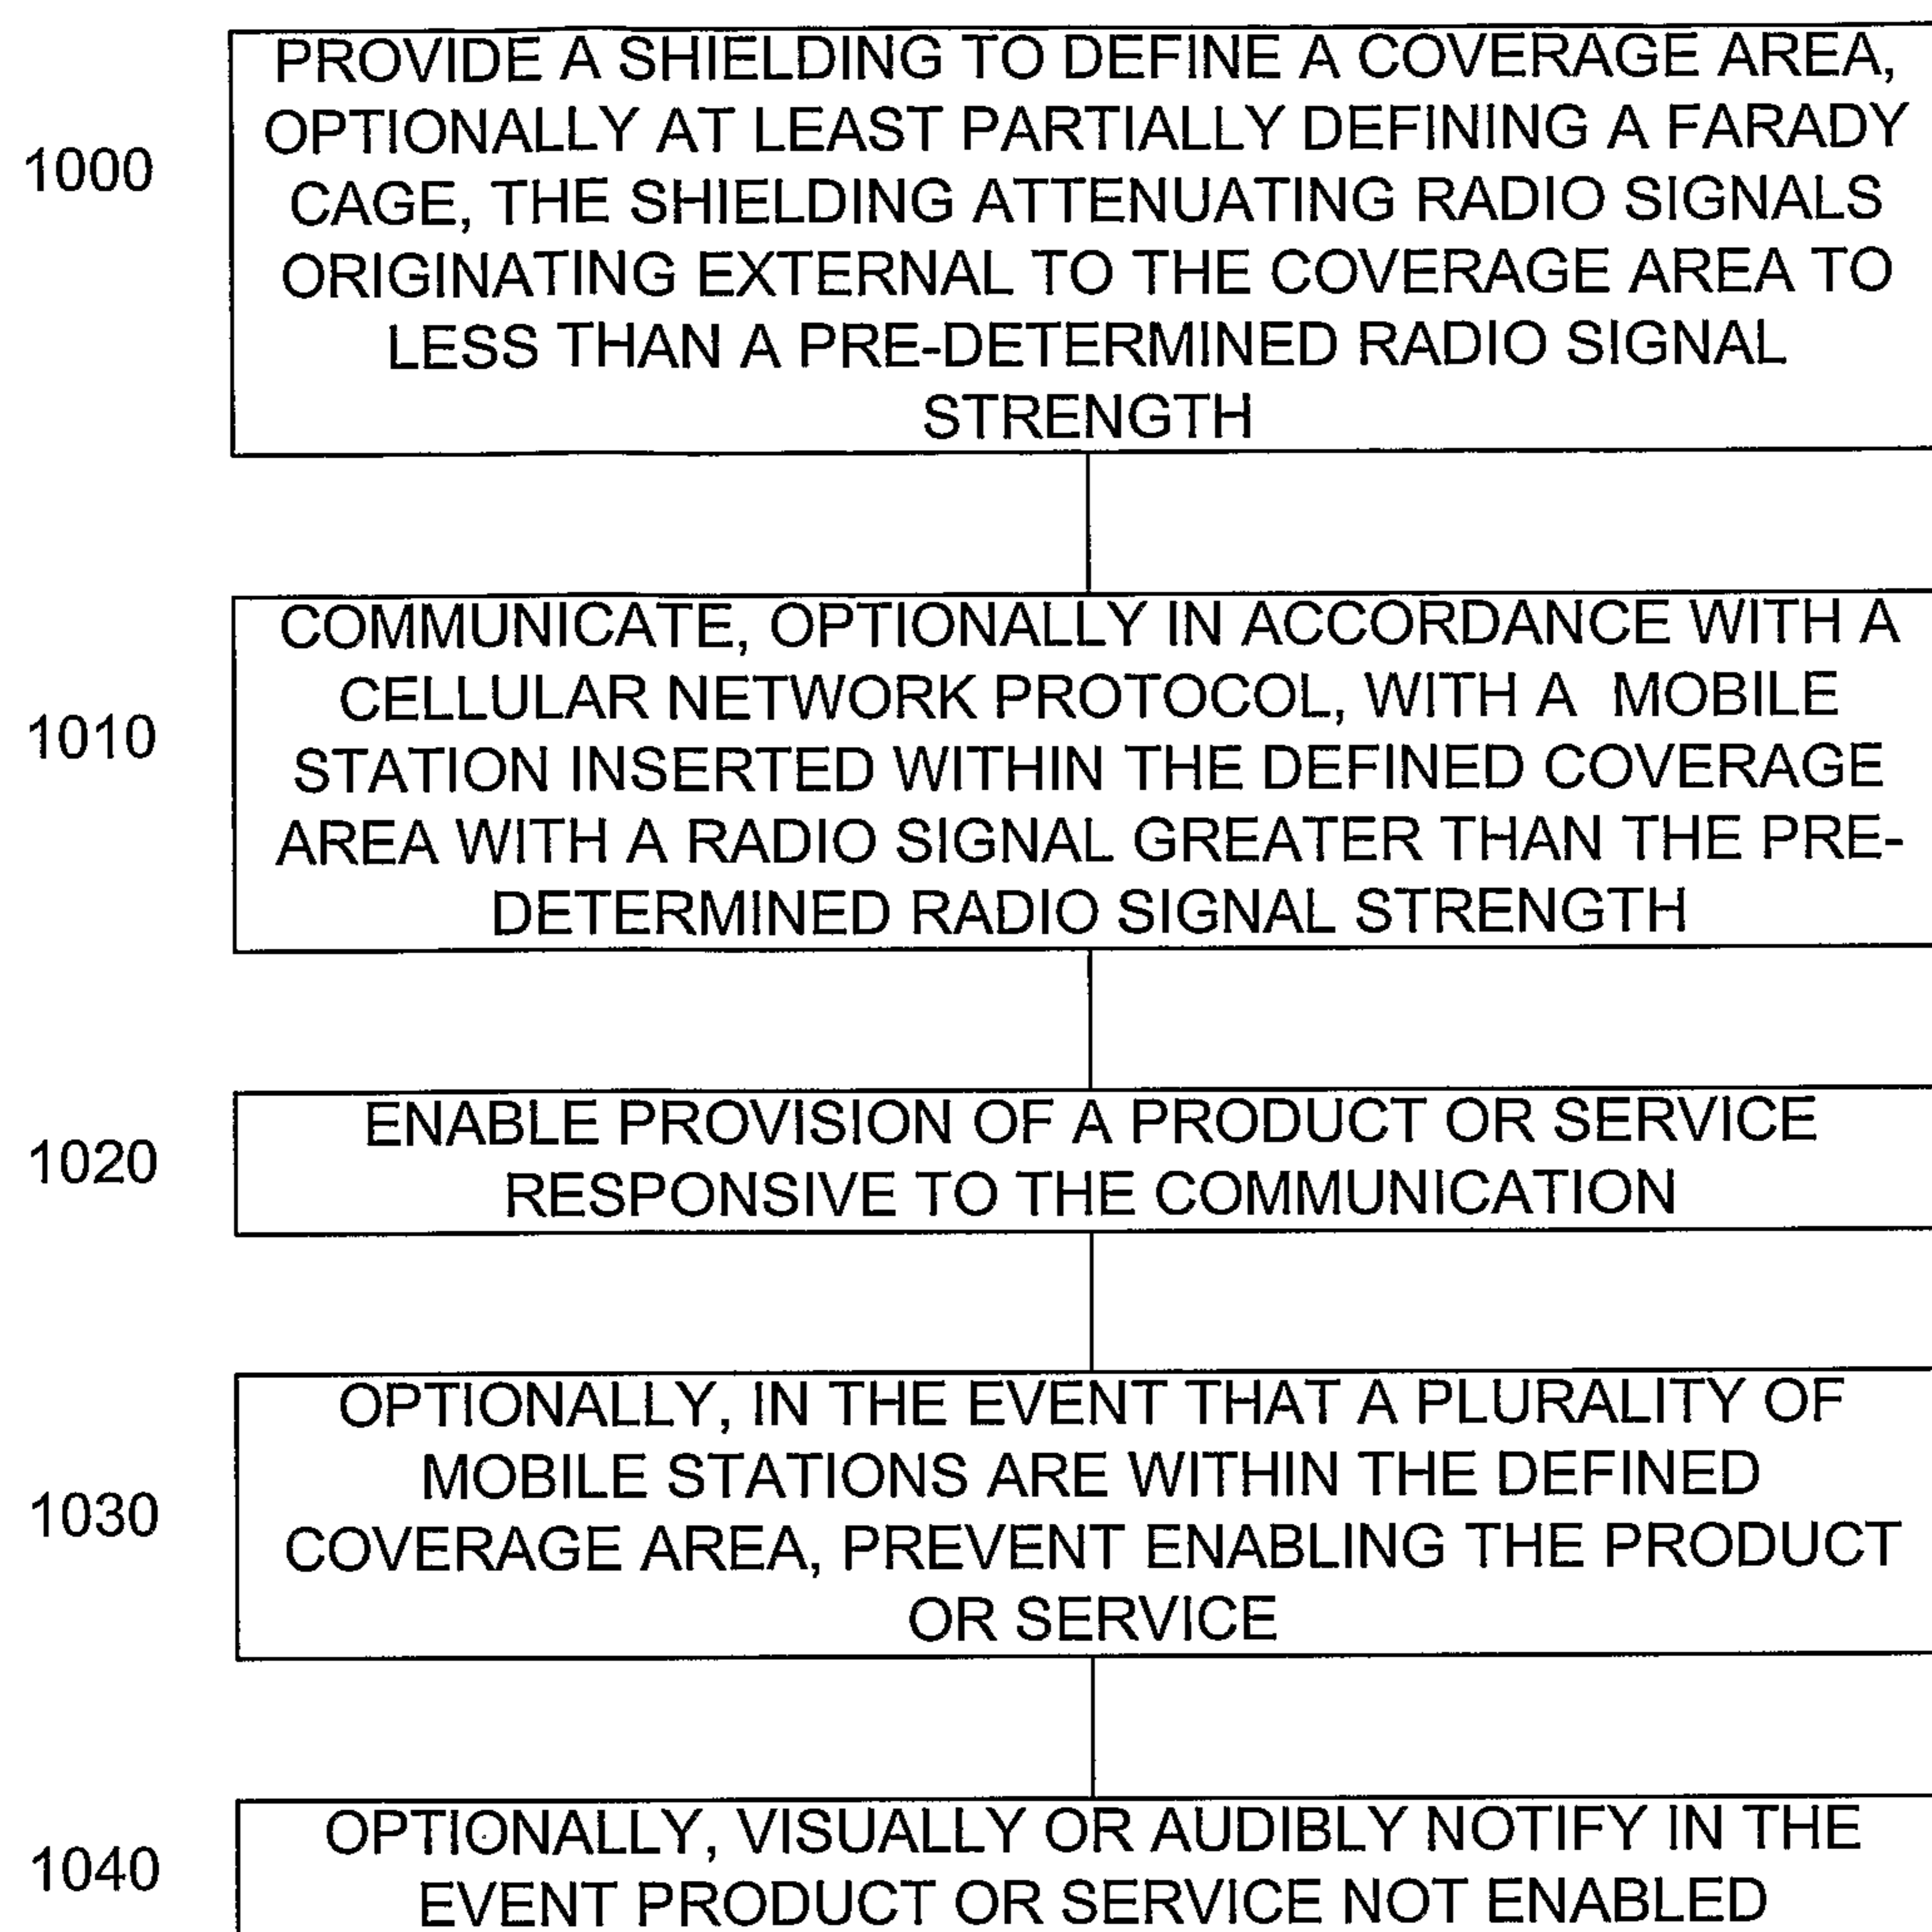 PROVIDE A SHIELDING TO DEFINE A COVERAGE AREA,
OPTIONALLY AT LEAST PARTIALLY DEFINING A FARADY
1000
CAGE, THE SHIELDING ATTENUATING RADIO SIGNALS
ORIGINATING EXTERNAL TO THE COVERAGE AREA TO
LESS THAN A PRE-DETERMINED RADIO SIGNAL
STRENGTH
COMMUNICATE, OPTIONALLY IN ACCORDANCE WITH A
CELLULAR NETWORK PROTOCOL, WITH A MOBILE
1010
STATION INSERTED WITHIN THE DEFINED COVERAGE
AREA WITH A RADIO SIGNAL GREATER THAN THE PRE-
DETERMINED RADIO SIGNAL STRENGTH
ENABLE PROVISION OF A PRODUCT OR SERVICE
1020
RESPONSIVE TO THE COMMUNICATION
OPTIONALLY, IN THE EVENT THAT A PLURALITY OF
MOBILE STATIONS ARE WITHIN THE DEFINED
1030
COVERAGE AREA, PREVENT ENABLING THE PRODUCT
OR SERVICE
OPTIONALLY, VISUALLY OR AUDIBLY NOTIFY IN THE
1040
EVENT PRODUCT OR SERVICE NOT ENABLED